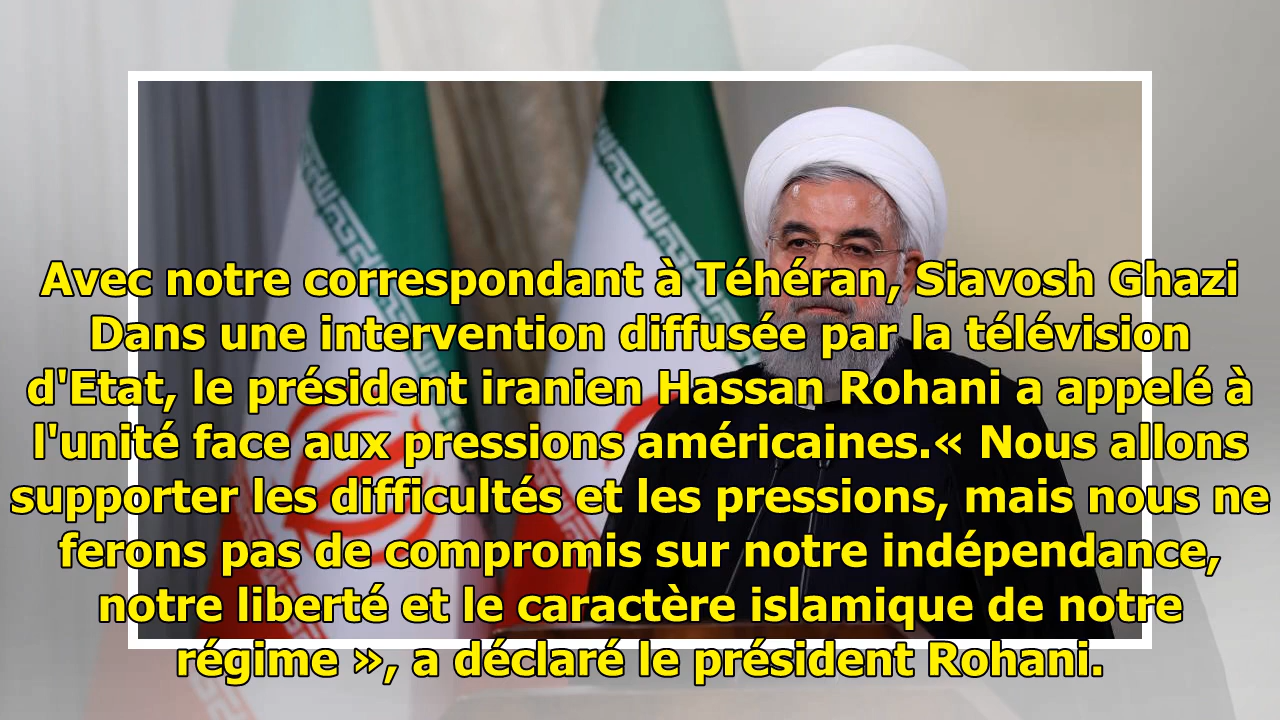 Avec notre correspondant à Téhéran, Siavosh Ghazi
Dans une intervention diffusée par la télévision
d'Etat, le président iranien Hassan Rohani a appelé à
l'unité face aux pressions américaines.« Nous allons
supporter les difficultés et les pressions, mais nous ne
ferons pas de compromis sur notre indépendance,
notre liberté et le caractère islamique de notre
régime », a déclaré le président Rohani.